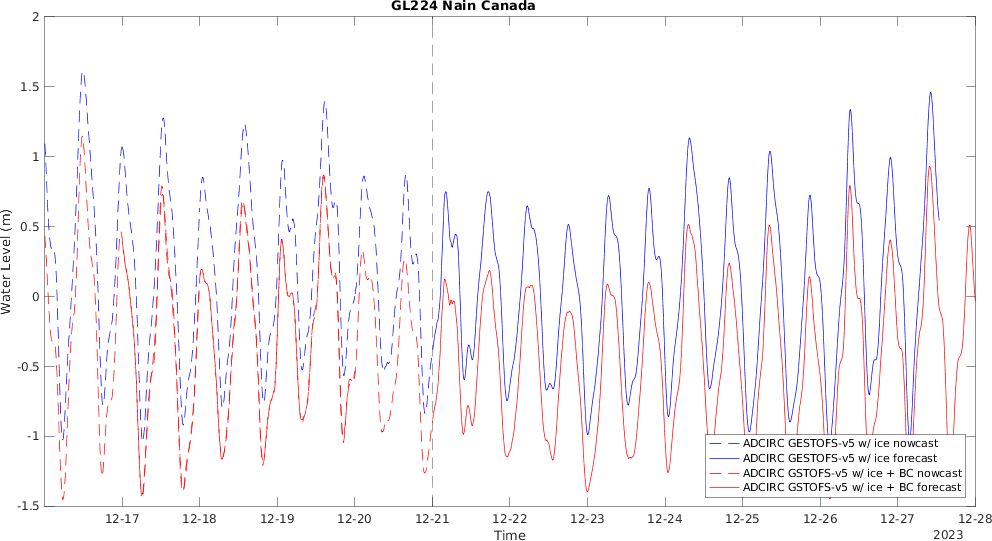 GL224 Nain Canada
2
1.5
1
0.5
0
-0.5
-1
-1.5
Water Level (m)
ADCIRC GESTOFS-v5 w/ ice nowcast
ADCIRC GESTOFS-v5 w/ ice forecast
ADCIRC GSTOFS-v5 w/ ice + BC nowcast
ADCIRC GSTOFS-v5 w/ ice + BC forecast
12-17 12-18 12-19 12-20 12-21 12-22 12-23 12-24 12-25 12-26 12-27 12-28
Time
2023